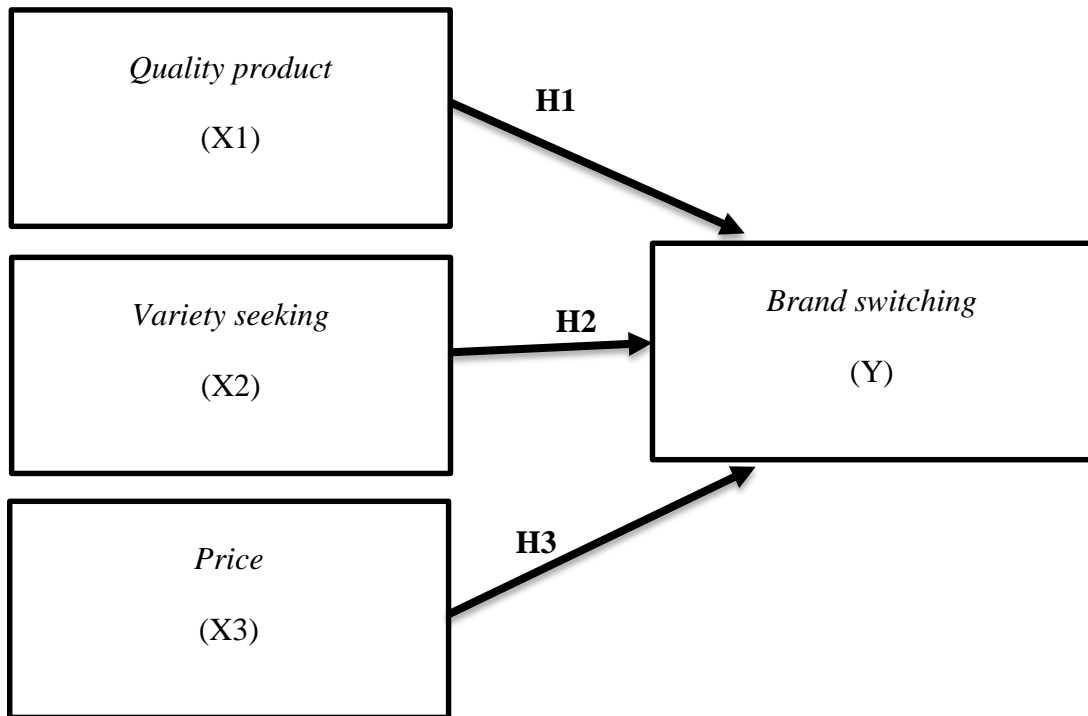 Quality product
(X1)
H1
Variety seeking
(X2)
H2
Brand switching
(Y)
Price
(X3)
H3